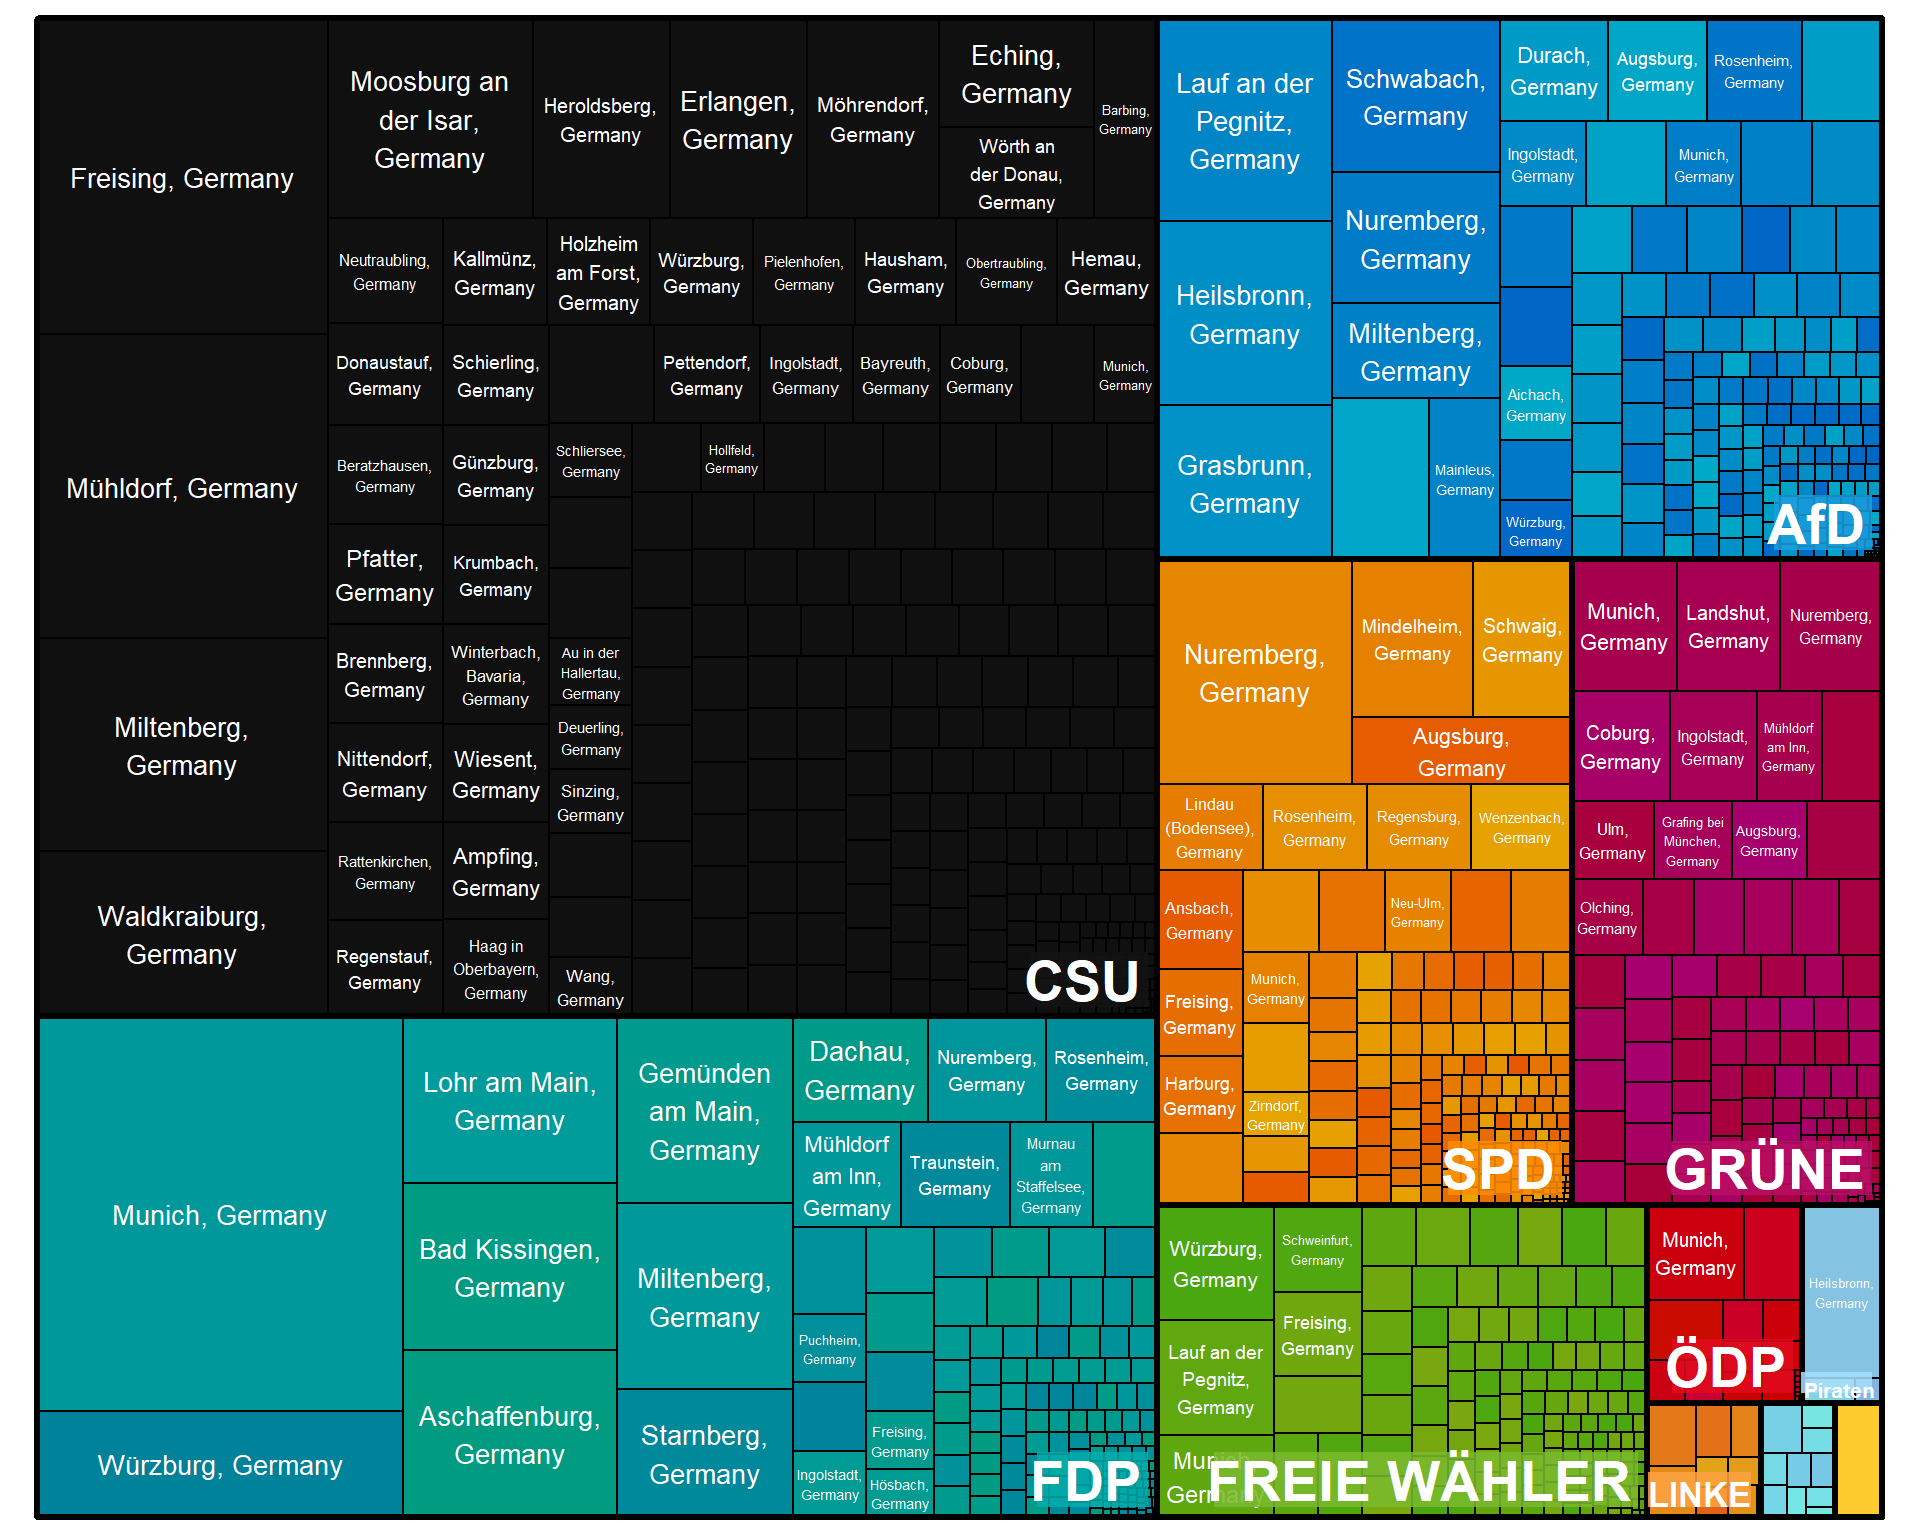 Freising, Germany
Mühldorf, Germany
Miltenberg,
Germany
Waldkraiburg,
Germany
Moosburg an
der Isar,
Germany
Heroldsberg,
Germany
Erlangen,
Germany
Möhrendorf,
Germany
Eching,
Germany
Wörth an
der Donau,
Germany
Barbing,
Germany
Neutraubling,
Germany
Kallmünz,
Germany
Holzheim
am Forst,
Germany
Würzburg,
Germany
Pielenhofen,
Germany
Hausham,
Germany
Obertraubling,
Germany
Hemau,
Germany
Donaustauf,
Germany
Schierling,
Germany
Pettendorf,
Germany
Ingolstadt,
Germany
Bayreuth,
Germany
Coburg,
Germany
Munich,
Germany
Beratzhausen,
Germany
Günzburg,
Germany
Schliersee,
Germany
Hollfeld,
Germany
Pfatter,
Germany
Krumbach,
Germany
Brennberg,
Germany
Winterbach,
Bavaria,
Germany
Au in der
Hallertau,
Germany
Nittendorf,
Germany
Wiesent,
Germany
Deuerling,
Germany
Sinzing,
Germany
Rattenkirchen,
Germany
Ampfing,
Germany
Regenstauf,
Germany
Haag in
Oberbayern,
Germany
Wang,
Germany
CSU
Lauf an der
Pegnitz,
Germany
Heilsbronn,
Germany
Grasbrunn,
Germany
Schwabach,
Germany
Nuremberg,
Germany
Miltenberg,
Germany
Mainleus,
Germany
Durach,
Germany
Augsburg,
Germany
Rosenheim,
Germany
Ingolstadt,
Germany
Munich,
Germany
Aichach,
Germany
Würzburg,
Germany
AfD
Nuremberg,
Germany
Mindelheim,
Germany
Schwaig,
Germany
Augsburg,
Germany
Lindau
(Bodensee),
Germany
Rosenheim,
Germany
Regensburg,
Germany
Wenzenbach,
Germany
Ansbach,
Germany
Neu-Ulm,
Germany
Freising,
Germany
Munich,
Germany
Harburg,
Germany
Zirndorf,
Germany
SPD
Munich,
Germany
Landshut,
Germany
Nuremberg,
Germany
Coburg,
Germany
Ingolstadt,
Germany
Mühldorf
am Inn,
Germany
Ulm,
Germany
Grafing bei
München,
Germany
Augsburg,
Germany
Olching,
Germany
GRÜNE
Munich, Germany
Würzburg, Germany
Lohr am Main,
Germany
Bad Kissingen,
Germany
Aschaffenburg,
Germany
Gemünden
am Main,
Germany
Miltenberg,
Germany
Starnberg,
Germany
Dachau,
Germany
Nuremberg,
Germany
Rosenheim,
Germany
Mühldorf
am Inn,
Germany
Traunstein,
Germany
Murnau
am
Staffelsee,
Germany
Puchheim,
Germany
Freising,
Germany
Ingolstadt,
Germany
Hösbach,
Germany
FDP
Würzburg,
Germany
Schweinfurt,
Germany
Freising,
Germany
Lauf an der
Pegnitz,
Germany
Munich,
Germany
FREIE WÄHLER
Munich,
Germany
ÖDP
Heilsbronn,
Germany
Piraten
LINKE